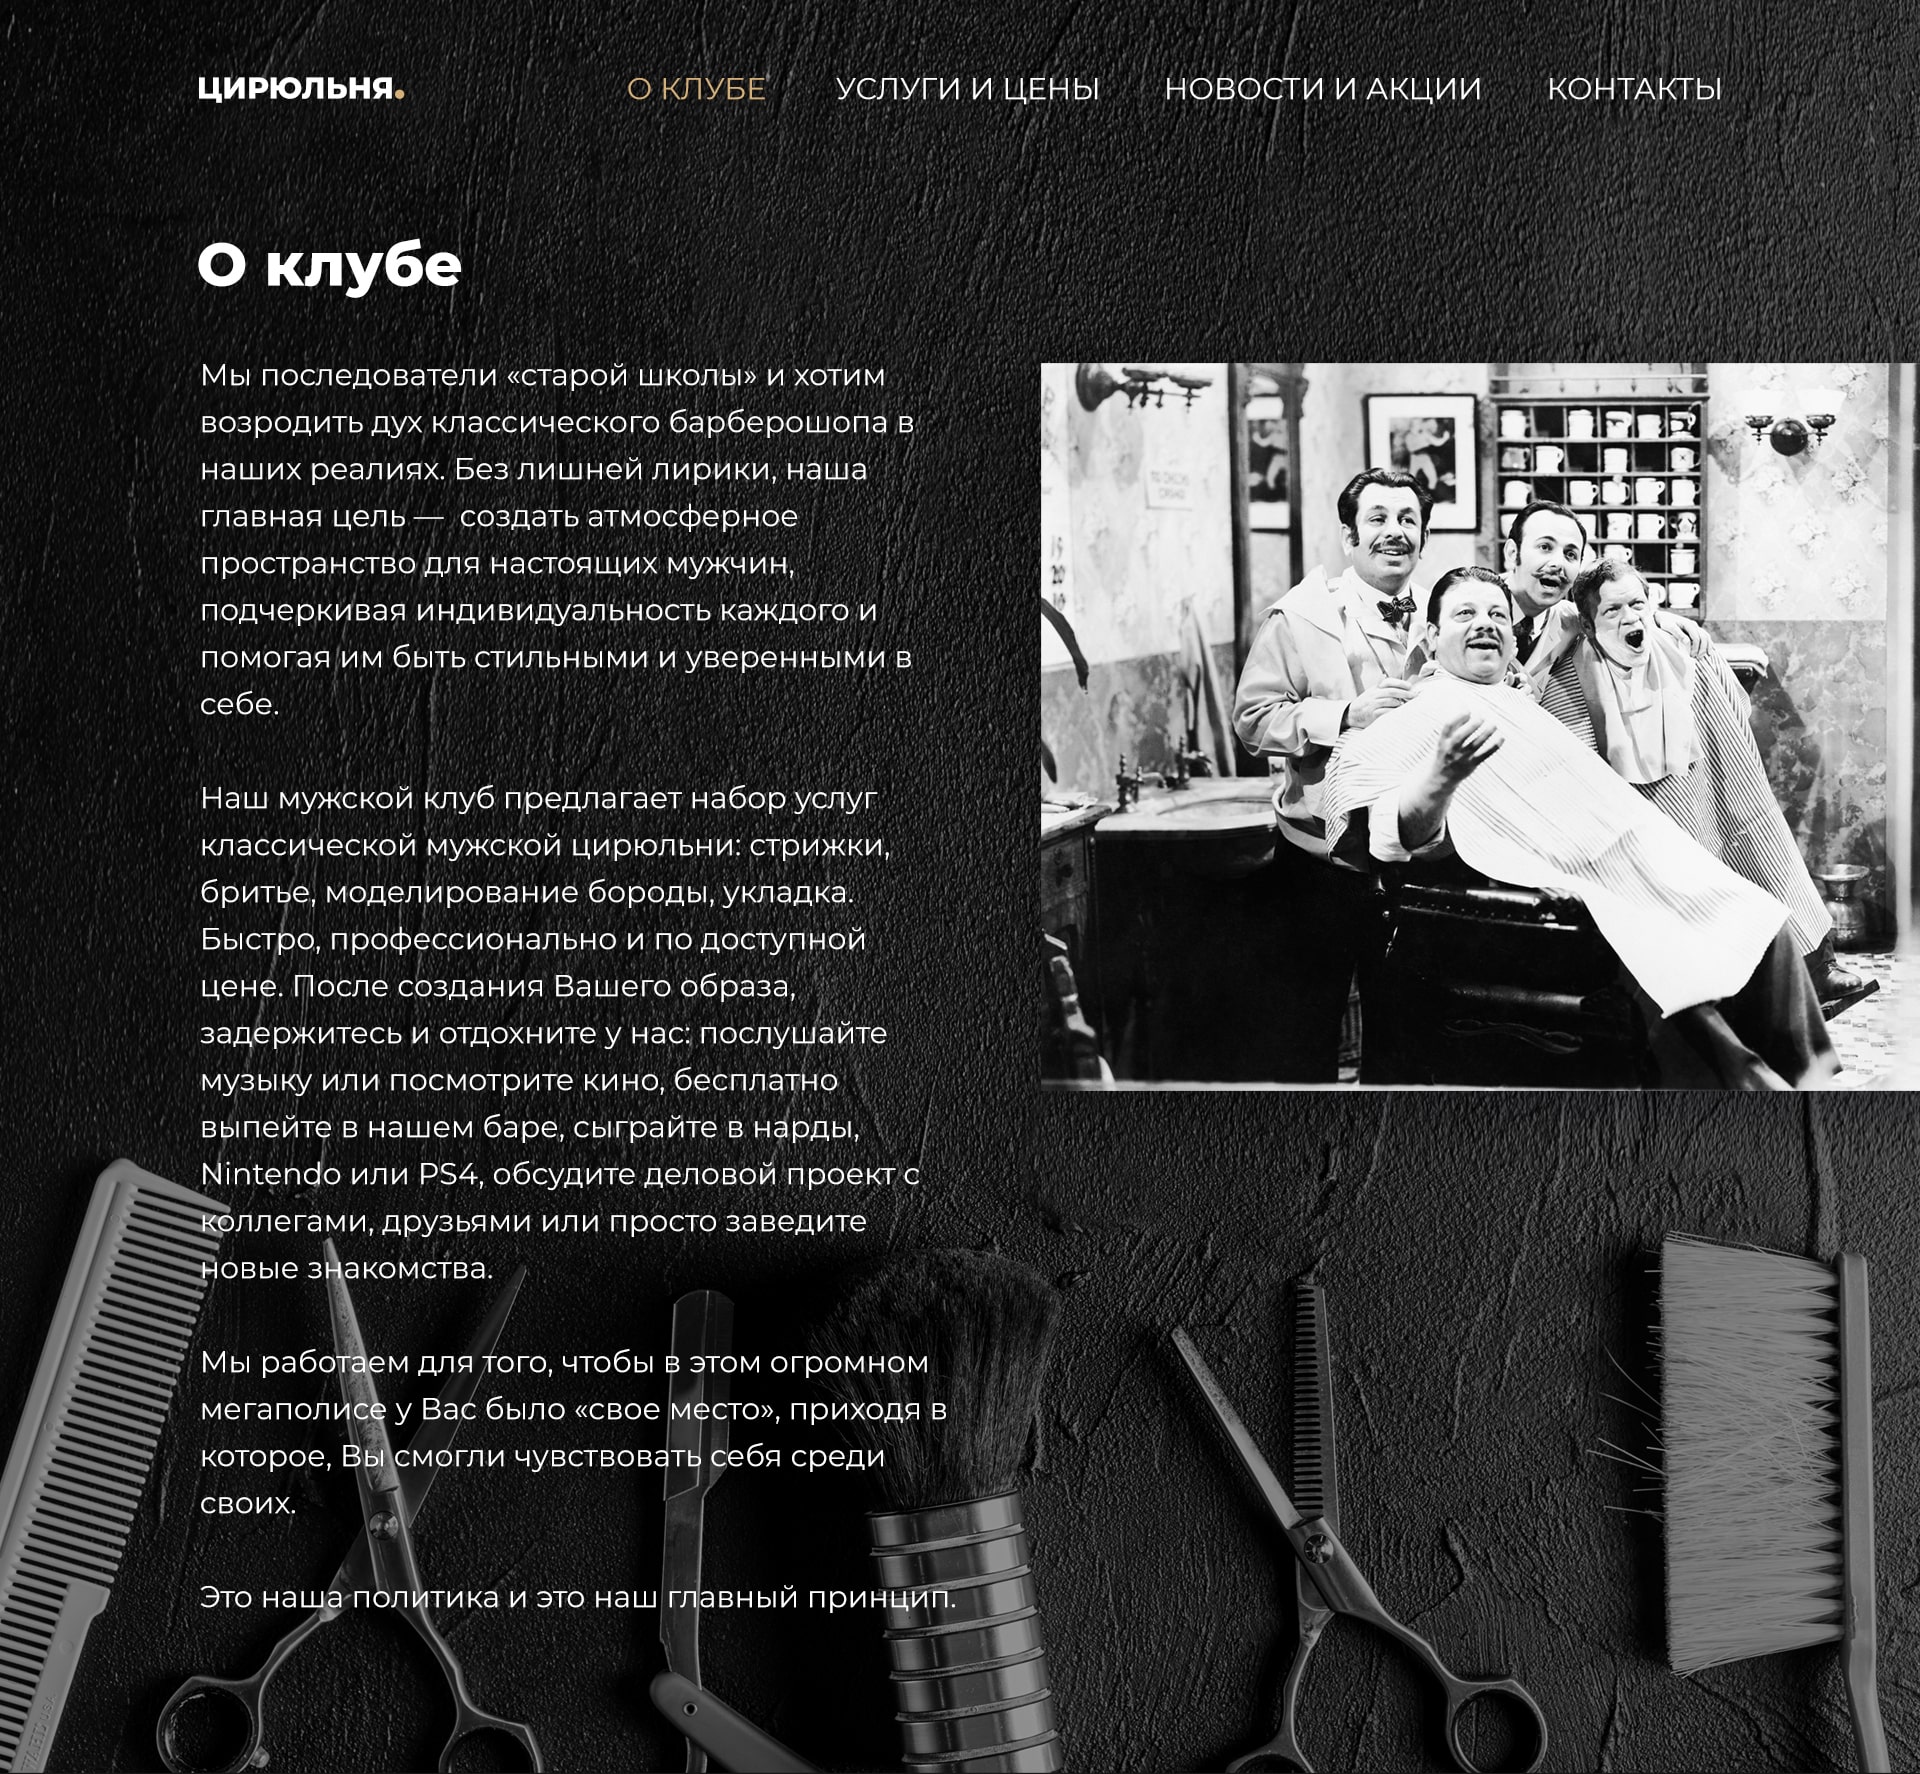 ЦИРЮЛЬНЯ.
О КЛУБЕ УСЛУГИ И ЦЕНЫ НОВОСТИ И АКЦИИ КОНТАКТЫ
О клубе
Мы последователи «старой школы» и хотим
возродить дух классического барберошопа в
наших реалиях. Без лишней лирики, наша
главная цель — создать атмосферное
пространство для настоящих мужчин,
подчеркивая индивидуальность каждого и
помогая им быть стильными и уверенными в
себе.
Наш мужской клуб предлагает набор услуг
классической мужской цирюльни: стрижки,
бритье, моделирование бороды, укладка.
Быстро, профессионально и по доступной
цене. После создания Вашего образа,
задержитесь и отдохните у нас: послушайте
музыку или посмотрите кино, бесплатно
выпейте в нашем баре, сыграйте в нарды,
Nintendo или PS4, обсудите деловой проект с
коллегами, друзьями или просто заведите
новые знакомства.
Мы работаем для того, чтобы в этом огромном
мегаполисе у Вас было «свое место», приходя в
которое, Вы смогли чувствовать себя среди
своих.
Это наша политика и это наш главный принцип.